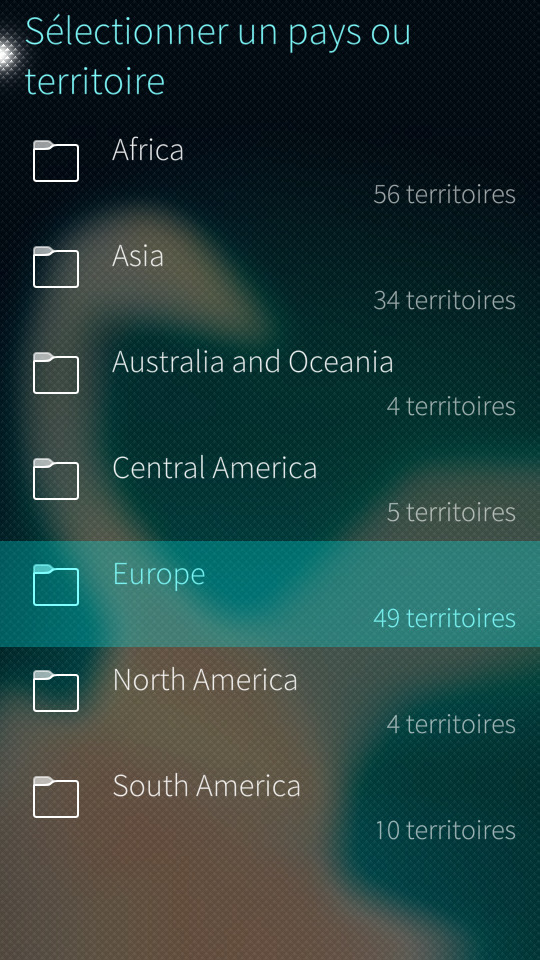 Sélectionner un pays ou
territoire
Africa
56 territoires
Asia
34 territoires
Australia and Oceania
4 territoires
Central America
5 territoires
Europe
49 territoires
North America
4 territoires
South America
10 territoires